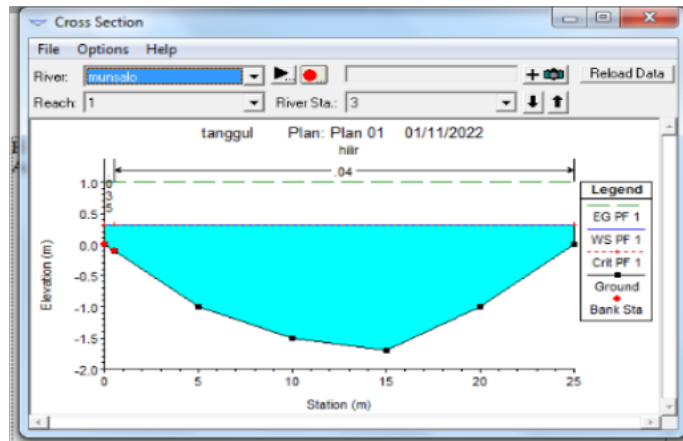 Cross Section
File Options Help
River: munsalo Reload Data
Reach: 1 River Sta.: 3
tanggul Plan: Plan 01 01/11/2022
hilir
.04
.035
1.0
0.5
0.0
-0.5
-1.0
-1.5
-2.0
Elevation (m)
0 5 10 15 20 25
Station (m)
Legend
EG PF 1
WS PF 1
Crit PF 1
Ground
Bank Sta